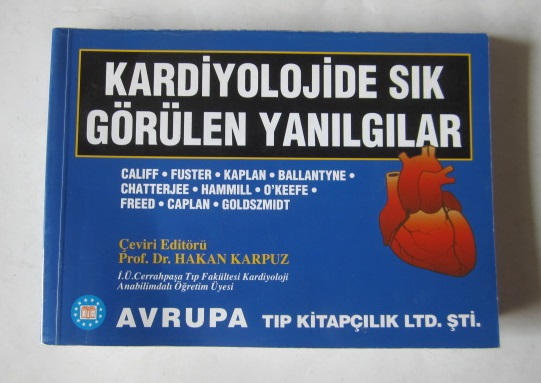 KARDİYOLOJİDE SIK
GÖRÜLEN YANILGILAR
CALIFF • FUSTER • KAPLAN • BALLANTYNE •
CHATTERJEE • HAMMILL • O'KEEFE •
FREED • CAPLAN • GOLDSZMIDT
Çeviri Editörü
Prof. Dr. HAKAN KARPUZ
İ.Ü.Cerrahpaşa Tıp Fakültesi Kardiyoloji
Anabilimdalı Öğretim Üyesi
AVRUPA TIP KİTAPÇILIK LTD. ŞTİ.